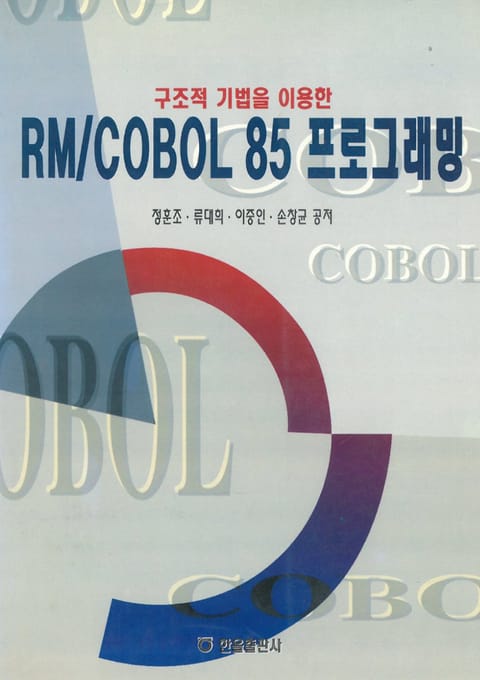 구조적 기법을 이용한
RM/COBOL 85 프로그래밍
정훈조 · 류대희 · 이중인 · 손창균 공저
COBOL
COBOL
OBOL
COBOL
COBO
한올출판사